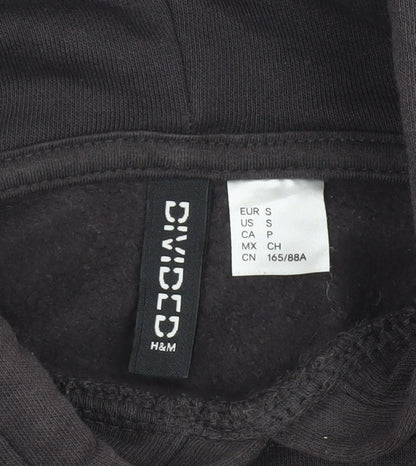 DIVIDED
H&M
EUR S
US S
CA P
MX CH
CN 165/88A